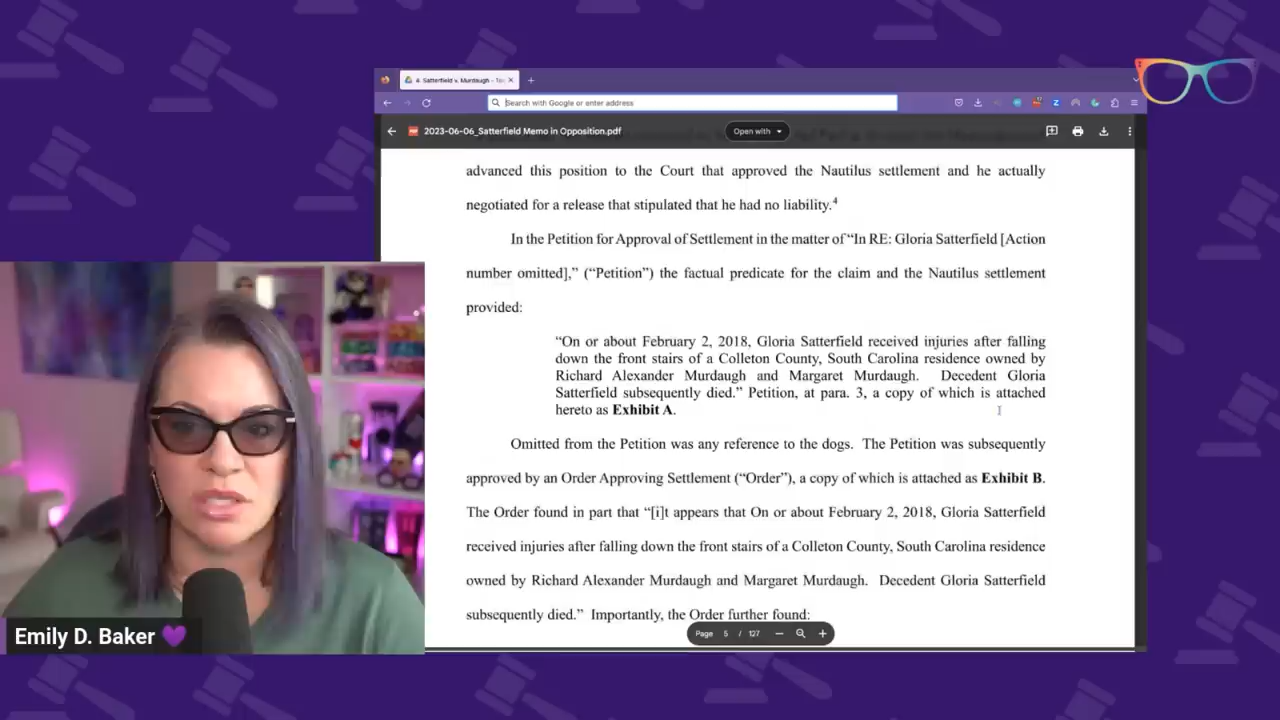 4. Satterfield v. Murdaugh - 
Search with Google or enter address
2023-06-06_Satterfield Memo in Opposition.pdf
Open with
advanced this position to the Court that approved the Nautilus settlement and he actually
negotiated for a release that stipulated that he had no liability.4
In the Petition for Approval of Settlement in the matter of “In RE: Gloria Satterfield [Action
number omitted],” (“Petition”) the factual predicate for the claim and the Nautilus settlement
provided:
“On or about February 2, 2018, Gloria Satterfield received injuries after falling
down the front stairs of a Colleton County, South Carolina residence owned by
Richard Alexander Murdaugh and Margaret Murdaugh. Decedent Gloria
Satterfield subsequently died.” Petition, at para. 3, a copy of which is attached
hereto as Exhibit A.
Omitted from the Petition was any reference to the dogs. The Petition was subsequently
approved by an Order Approving Settlement (“Order”), a copy of which is attached as Exhibit B.
The Order found in part that “[i]t appears that On or about February 2, 2018, Gloria Satterfield
received injuries after falling down the front stairs of a Colleton County, South Carolina residence
owned by Richard Alexander Murdaugh and Margaret Murdaugh. Decedent Gloria Satterfield
subsequently died.” Importantly, the Order further found:
Page 5 / 127
Emily D. Baker 💜